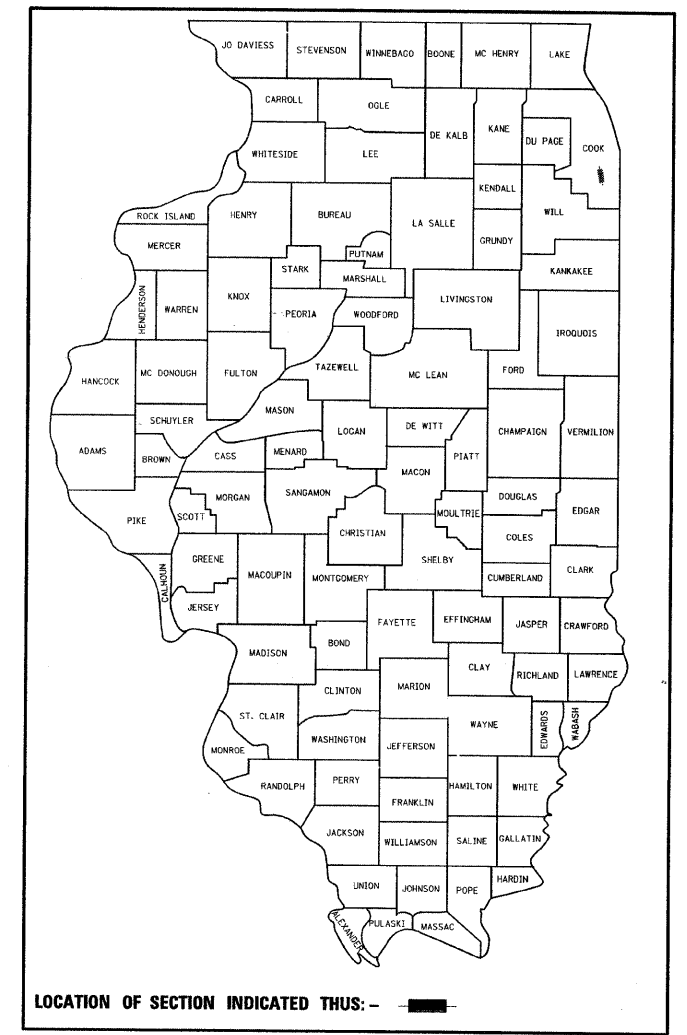 JO DAVIESS
STEVENSON
WINNEBAGO
BOONE
MC HENRY
LAKE
CARROLL
OGLE
DE KALB
KANE
DU PAGE
COOK
WHITESIDE
LEE
KENDALL
ROCK ISLAND
HENRY
BUREAU
LA SALLE
WILL
MERCER
PUTNAM
GRUNDY
STARK
MARSHALL
KANKAKEE
HENDERSON
WARREN
KNOX
PEORIA
WOODFORD
LIVINGSTON
IROQUOIS
HANCOCK
MC DONOUGH
FULTON
TAZEWELL
MC LEAN
FORD
SCHUYLER
MASON
LOGAN
DE WITT
CHAMPAIGN
VERMILION
ADAMS
BROWN
CASS
MENARD
MACON
PIATT
PIKE
SCOTT
MORGAN
SANGAMON
CHRISTIAN
MOULTRIE
DOUGLAS
EDGAR
COLES
GREENE
MACOUPIN
MONTGOMERY
SHELBY
CUMBERLAND
CLARK
CALHOUN
JERSEY
FAYETTE
EFFINGHAM
JASPER
CRAWFORD
MADISON
BOND
CLAY
RICHLAND
LAWRENCE
CLINTON
MARION
ST. CLAIR
WAYNE
EDWARDS
WABASH
MONROE
WASHINGTON
JEFFERSON
RANDOLPH
PERRY
HAMILTON
WHITE
FRANKLIN
JACKSON
WILLIAMSON
SALINE
GALLATIN
UNION
JOHNSON
POPE
HARDIN
ALEXANDER
PULASKI
MASSAC
LOCATION OF SECTION INDICATED THUS: –